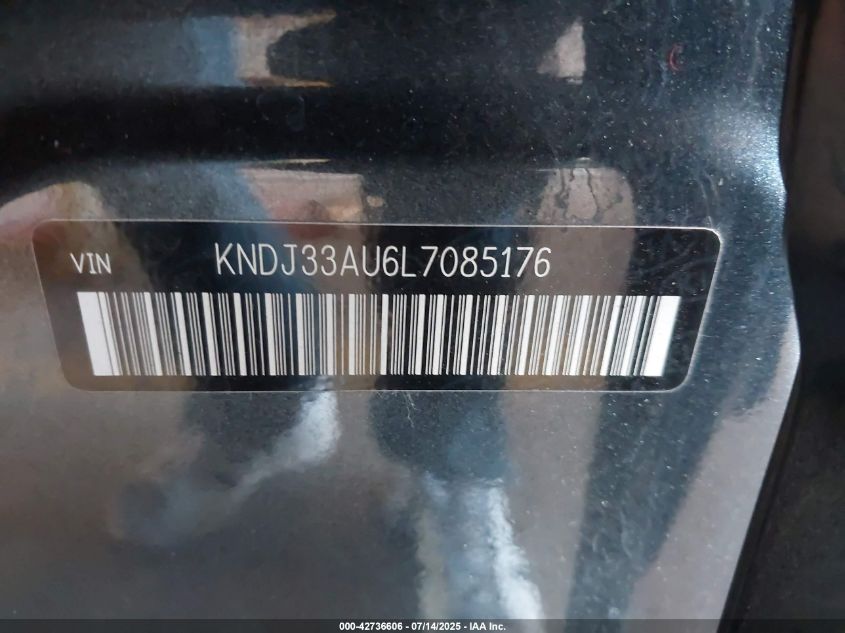 VIN KNDJ33AU6L7085176
000-42736606 - 07/14/2025 - IAA Inc.